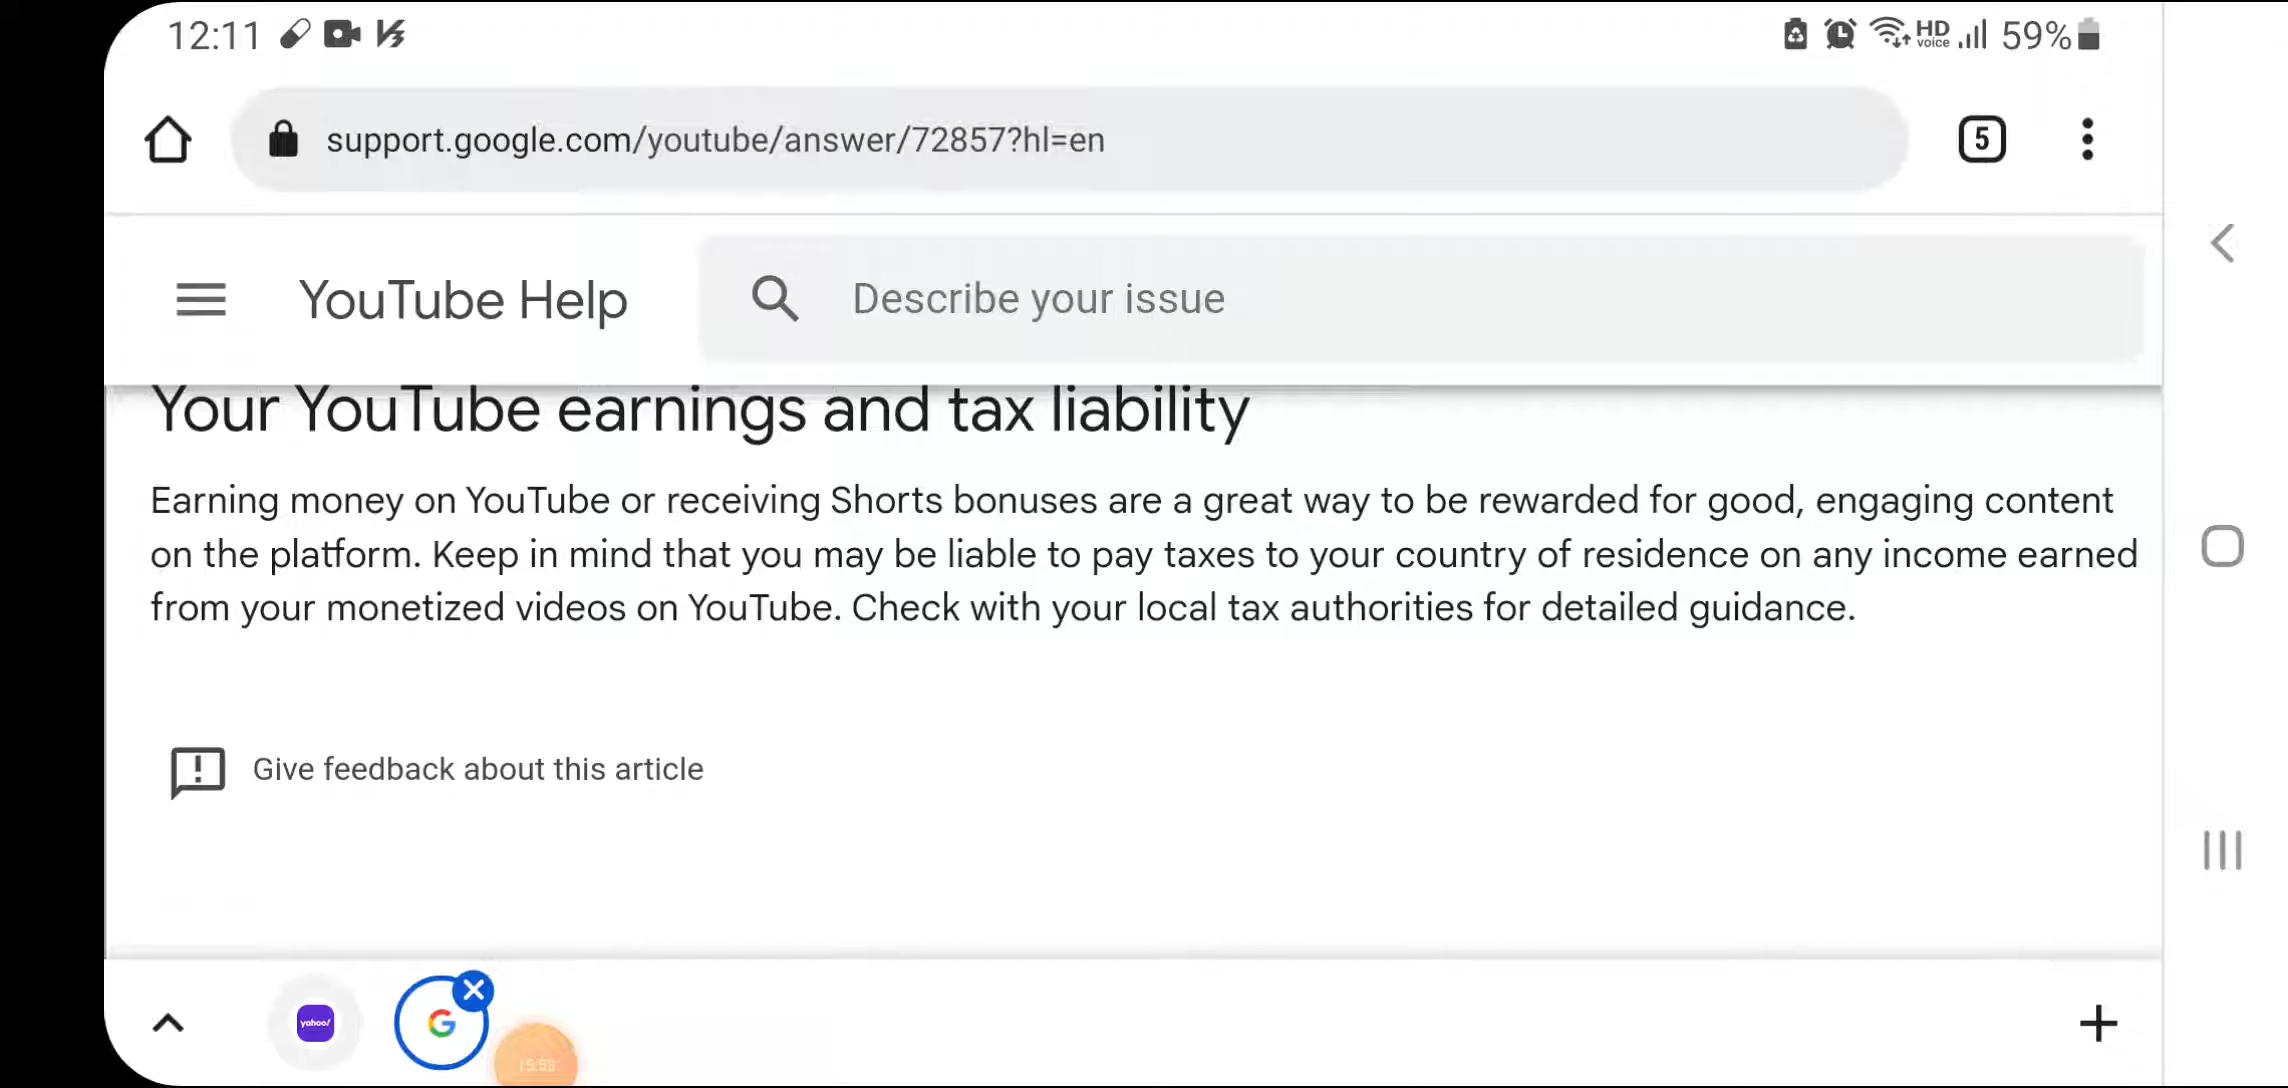 12:11
HD
voice
59%
support.google.com/youtube/answer/72857?hl=en
5
YouTube Help
Describe your issue
Your YouTube earnings and tax liability
Earning money on YouTube or receiving Shorts bonuses are a great way to be rewarded for good, engaging content
on the platform. Keep in mind that you may be liable to pay taxes to your country of residence on any income earned
from your monetized videos on YouTube. Check with your local tax authorities for detailed guidance.
Give feedback about this article
yahoo!
G
15:53